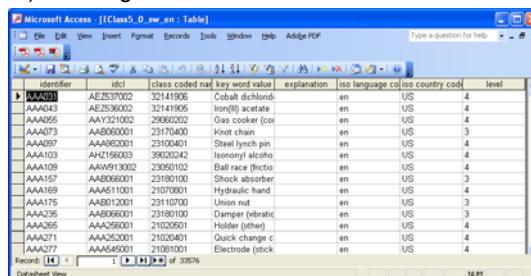 Microsoft Access - [EClass5_0_sw_en : Table]
File Edit View Insert Format Records Tools Window Help Adobe PDF Type a question for help
identifier idcl class coded nam key word value explanation iso language co iso country code level
AAA031 AEZ537002 32141906 Cobalt dichlorid en US 4
AAA043 AEZ536002 32141905 Iron(III) acetate en US 4
AAA055 AAY321002 29060202 Gas cooker (cor en US 4
AAA073 AAB060001 23170400 Knot chain en US 3
AAA097 AAA982001 23100401 Steel lynch pin en US 4
AAA103 AHZ156003 39020242 Isononyl alcoho en US 4
AAA109 AAW913002 23050102 Ball race (frictio en US 4
AAA157 AAB066001 23180100 Shock absorber en US 3
AAA169 AAA511001 21070801 Hydraulic hand en US 4
AAA175 AAB012001 23110700 Union nut en US 3
AAA235 AAB066001 23180100 Damper (vibratic en US 3
AAA265 AAA256001 21020501 Holder (other) en US 4
AAA271 AAA252001 21020401 Quick change c en US 4
AAA277 AAA545001 21081001 Electrode (stick en US 4
Record: 1 of 33576
Datasheet View NUM